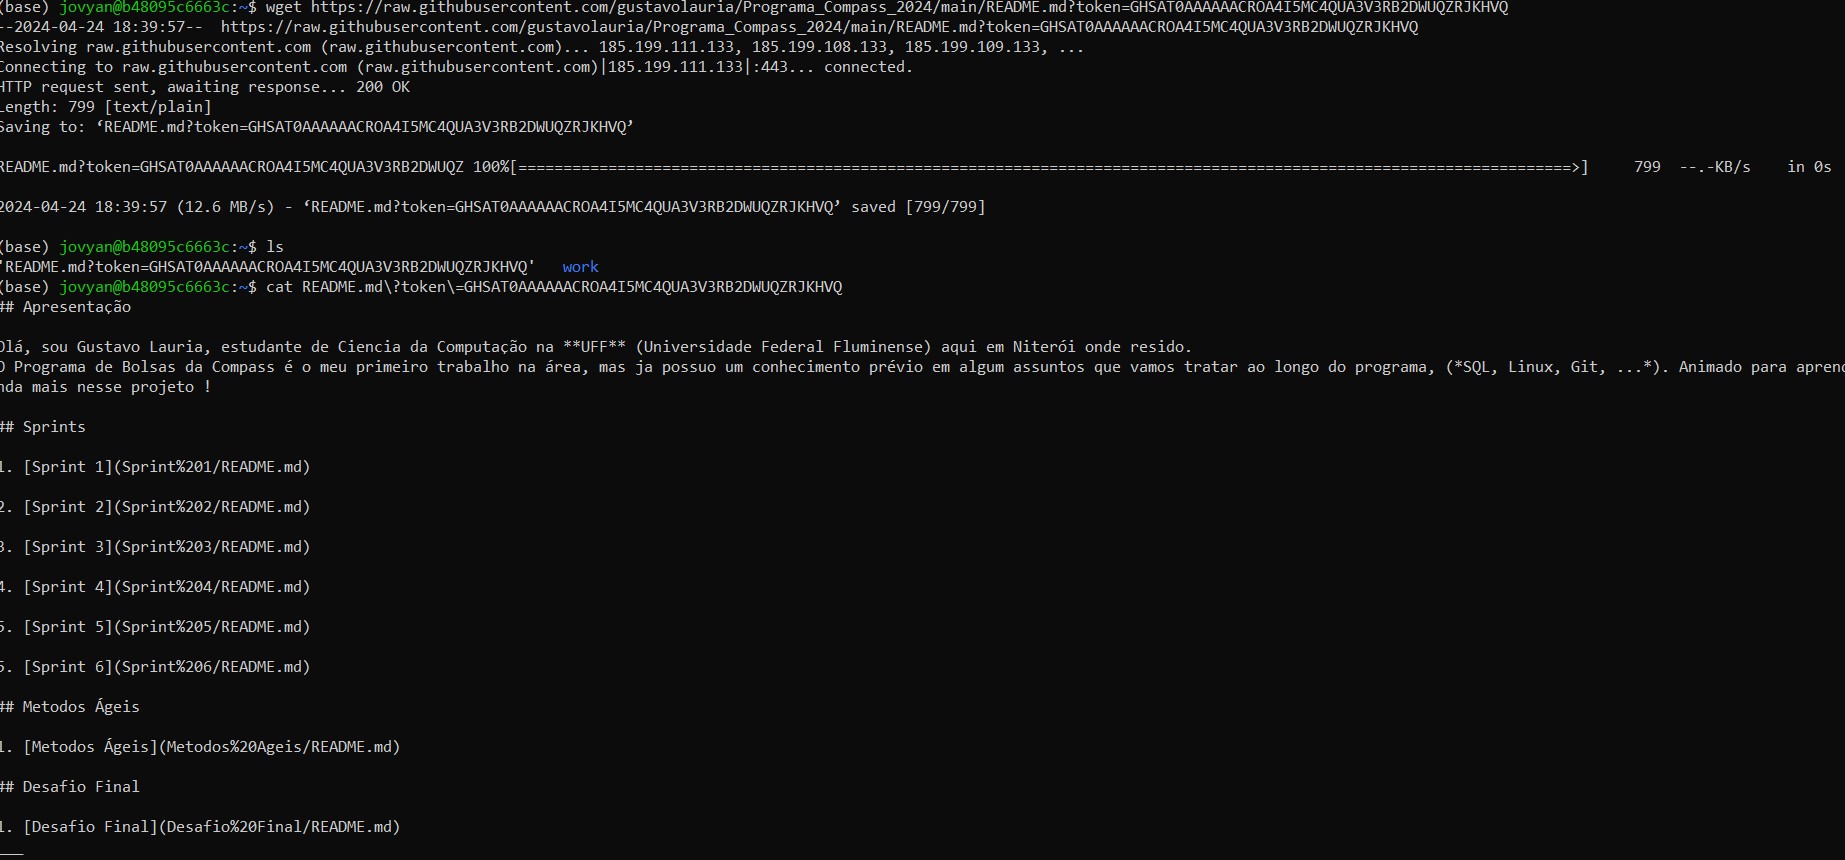 (base) jovyan@b48095c6663c:~$ wget https://raw.githubusercontent.com/gustavolauria/Programa_Compass_2024/main/README.md?token=GHSAT0AAAAAACROA4I5MC4QUA3V3RB2DWUQZRJKHVQ
--2024-04-24 18:39:57--  https://raw.githubusercontent.com/gustavolauria/Programa_Compass_2024/main/README.md?token=GHSAT0AAAAAACROA4I5MC4QUA3V3RB2DWUQZRJKHVQ
Resolving raw.githubusercontent.com (raw.githubusercontent.com)... 185.199.111.133, 185.199.108.133, 185.199.109.133, ...
Connecting to raw.githubusercontent.com (raw.githubusercontent.com)|185.199.111.133|:443... connected.
HTTP request sent, awaiting response... 200 OK
Length: 799 [text/plain]
Saving to: ‘README.md?token=GHSAT0AAAAAACROA4I5MC4QUA3V3RB2DWUQZRJKHVQ’
README.md?token=GHSAT0AAAAAACROA4I5MC4QUA3V3RB2DWUQZ 100%[=====================================================================================================================>]     799  --.-KB/s    in 0s
2024-04-24 18:39:57 (12.6 MB/s) - ‘README.md?token=GHSAT0AAAAAACROA4I5MC4QUA3V3RB2DWUQZRJKHVQ’ saved [799/799]
(base) jovyan@b48095c6663c:~$ ls
'README.md?token=GHSAT0AAAAAACROA4I5MC4QUA3V3RB2DWUQZRJKHVQ'   work
(base) jovyan@b48095c6663c:~$ cat README.md\?token\=GHSAT0AAAAAACROA4I5MC4QUA3V3RB2DWUQZRJKHVQ
## Apresentação
Olá, sou Gustavo Lauria, estudante de Ciencia da Computação na **UFF** (Universidade Federal Fluminense) aqui em Niterói onde resido.
O Programa de Bolsas da Compass é o meu primeiro trabalho na área, mas ja possuo um conhecimento prévio em algum assuntos que vamos tratar ao longo do programa, (*SQL, Linux, Git, ...*). Animado para aprend
nda mais nesse projeto !
## Sprints
1. [Sprint 1](Sprint%201/README.md)
2. [Sprint 2](Sprint%202/README.md)
3. [Sprint 3](Sprint%203/README.md)
4. [Sprint 4](Sprint%204/README.md)
5. [Sprint 5](Sprint%205/README.md)
5. [Sprint 6](Sprint%206/README.md)
## Metodos Ágeis
1. [Metodos Ágeis](Metodos%20Ageis/README.md)
## Desafio Final
1. [Desafio Final](Desafio%20Final/README.md)